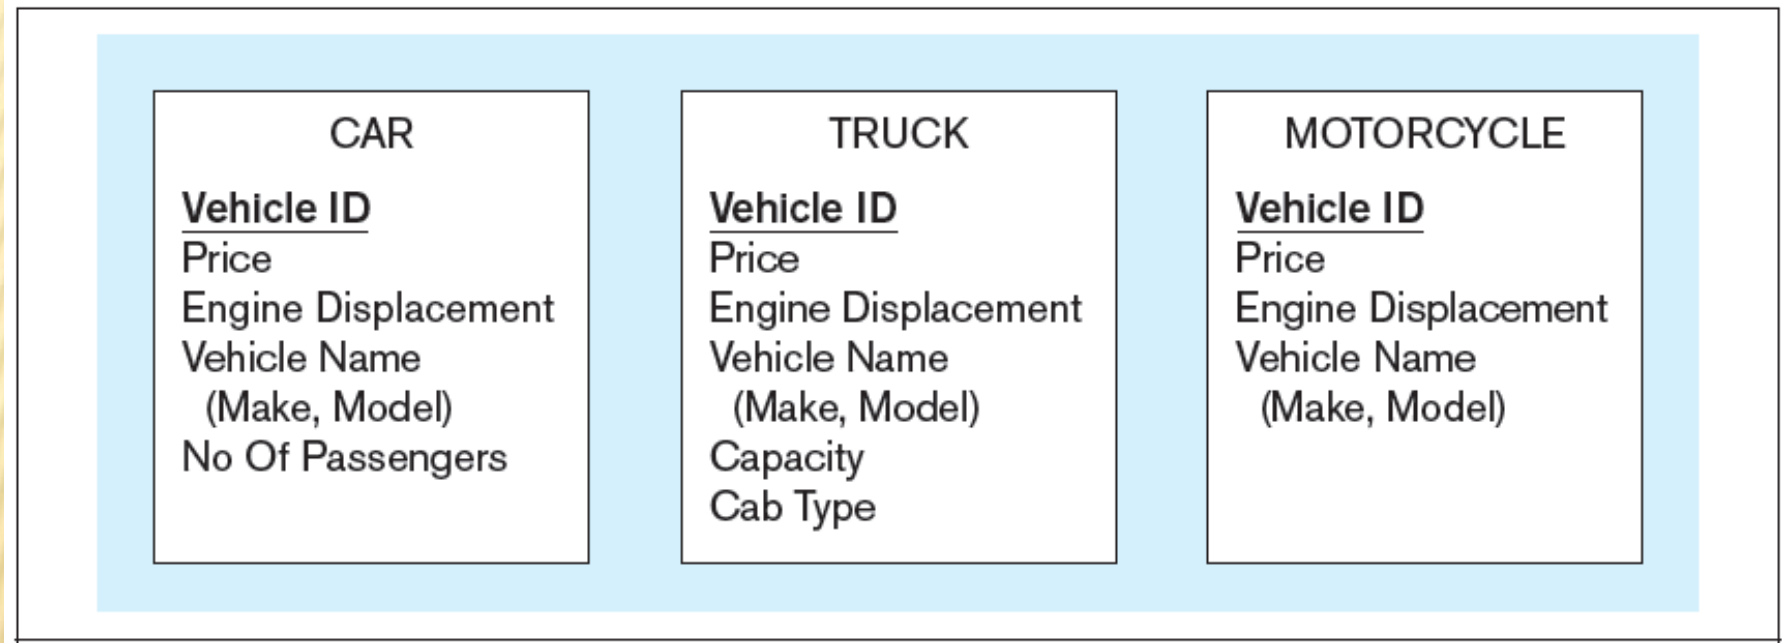 CAR
Vehicle ID
Price
Engine Displacement
Vehicle Name
(Make, Model)
No Of Passengers
TRUCK
Vehicle ID
Price
Engine Displacement
Vehicle Name
(Make, Model)
Capacity
Cab Type
MOTORCYCLE
Vehicle ID
Price
Engine Displacement
Vehicle Name
(Make, Model)